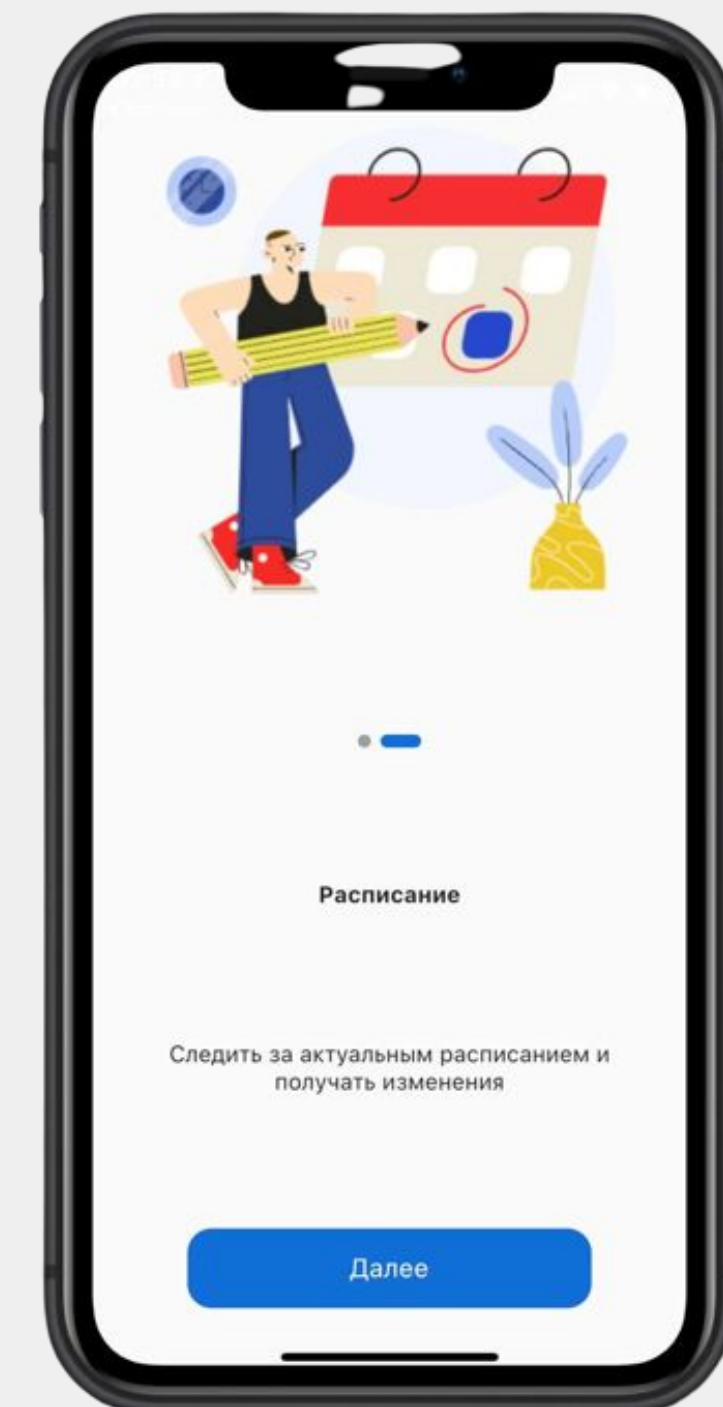 Расписание
Следить за актуальным расписанием и
получать изменения
Далее